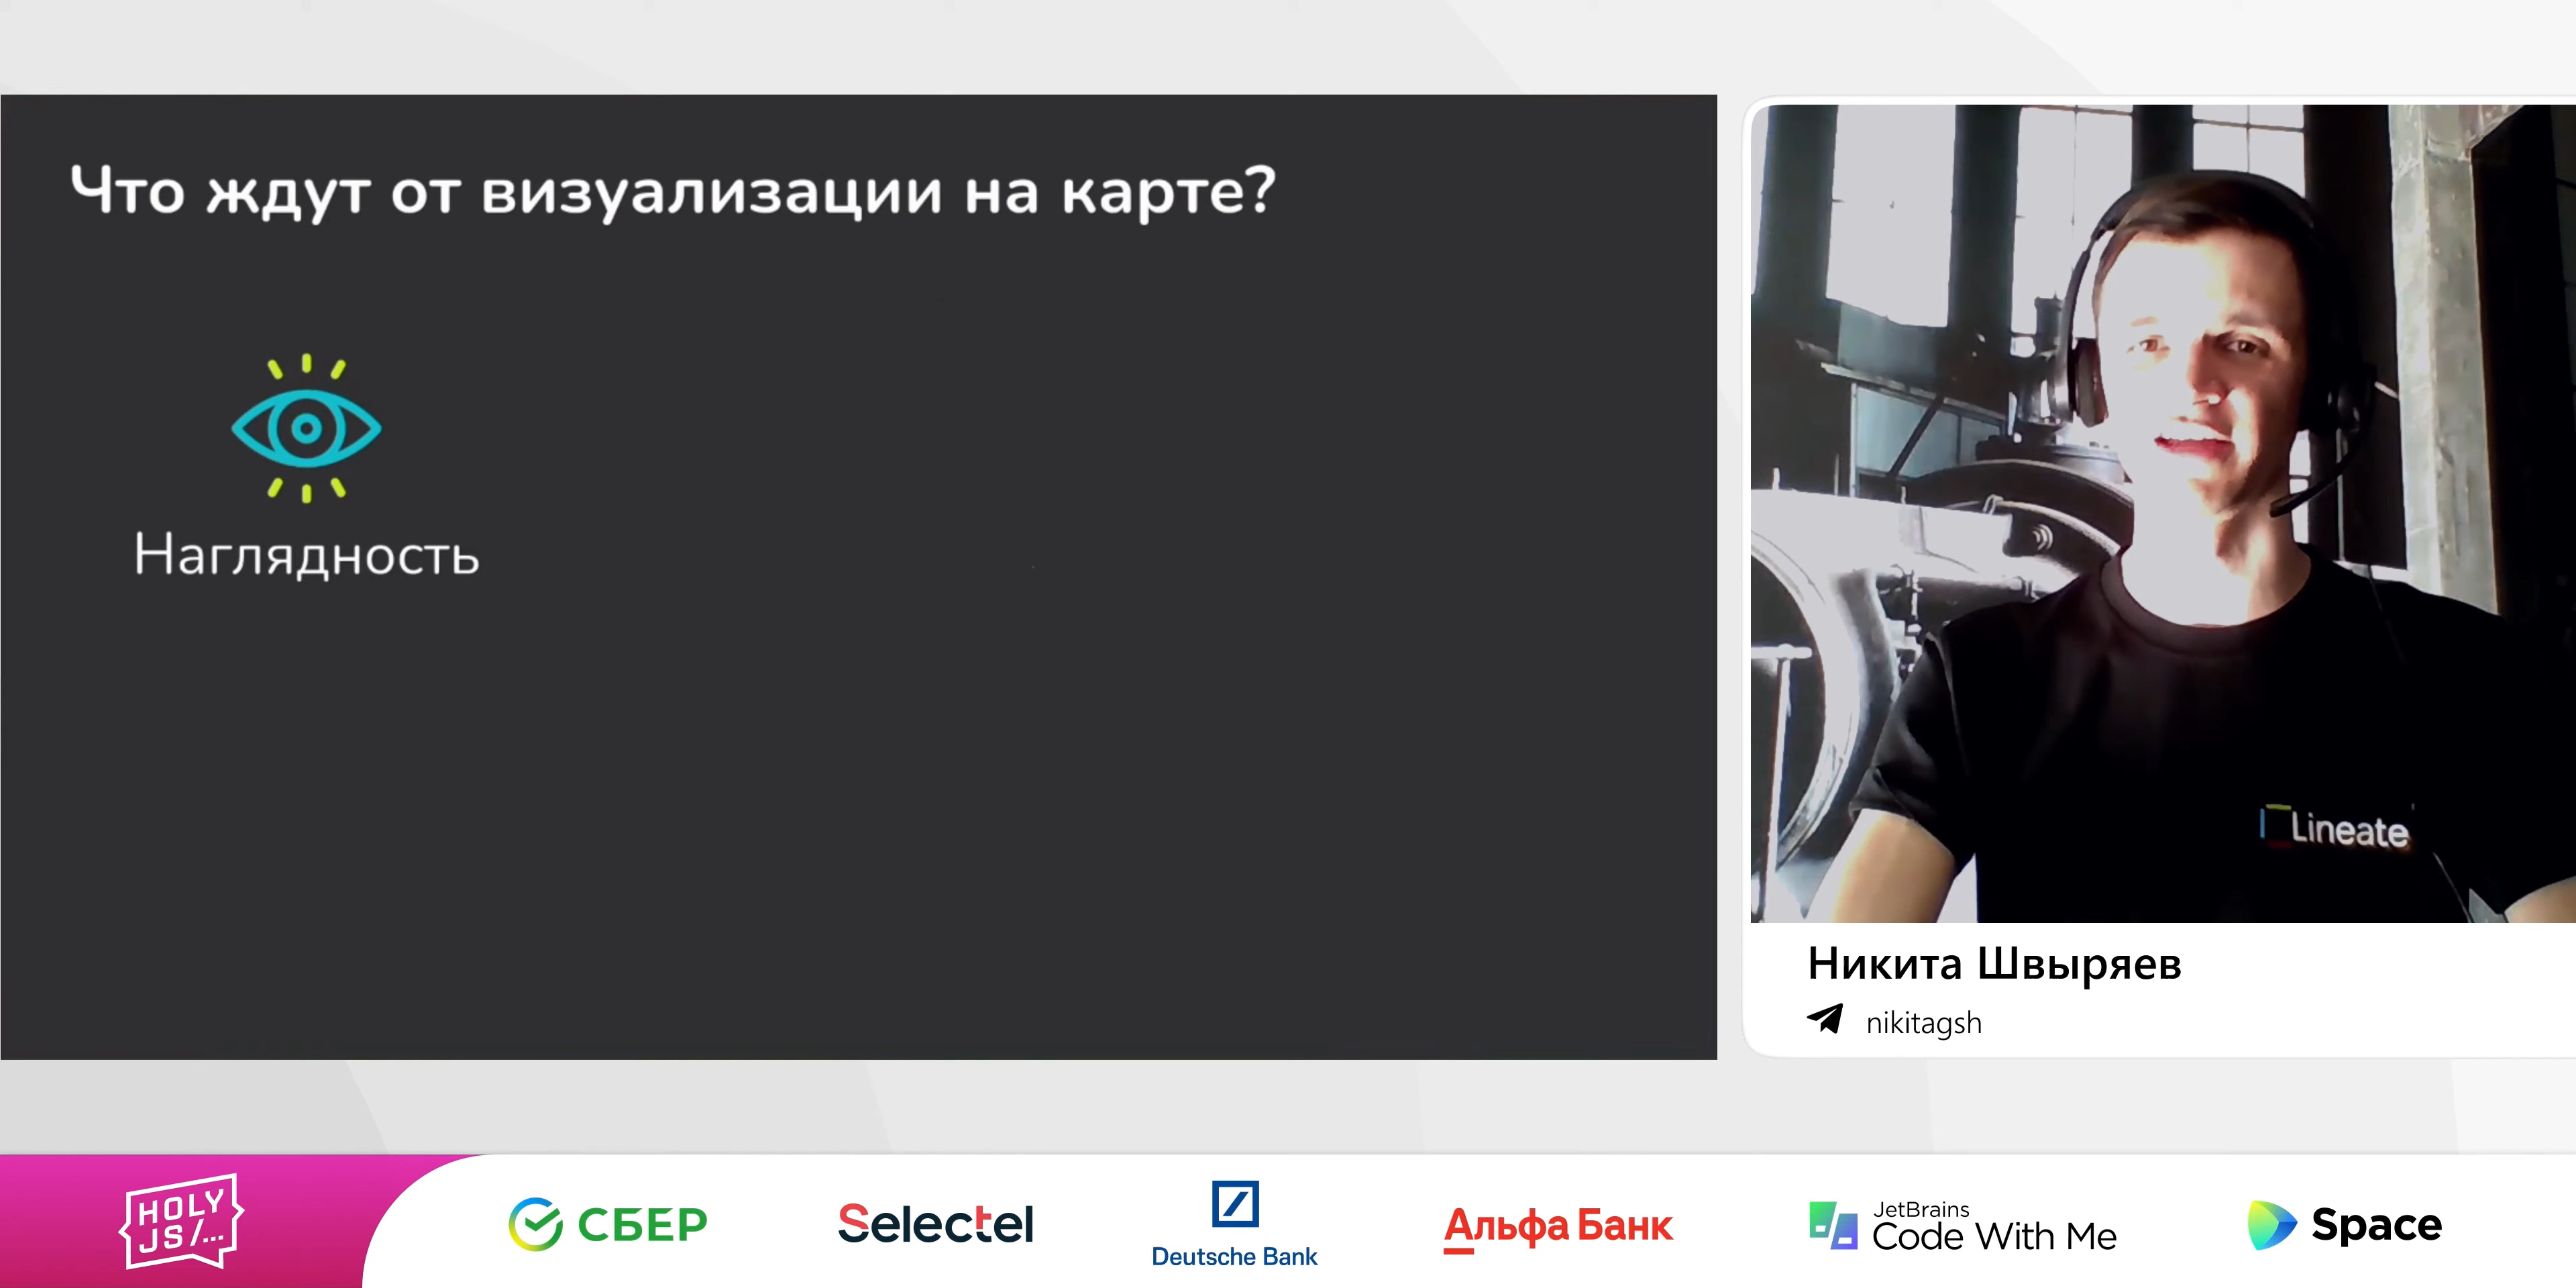 Что ждут от визуализации на карте?
Наглядность
Lineate
Никита Швыряев
nikitagsh
HOLY
JS/...
СБЕР
Selectel
Deutsche Bank
Альфа Банк
JetBrains
Code With Me
Space